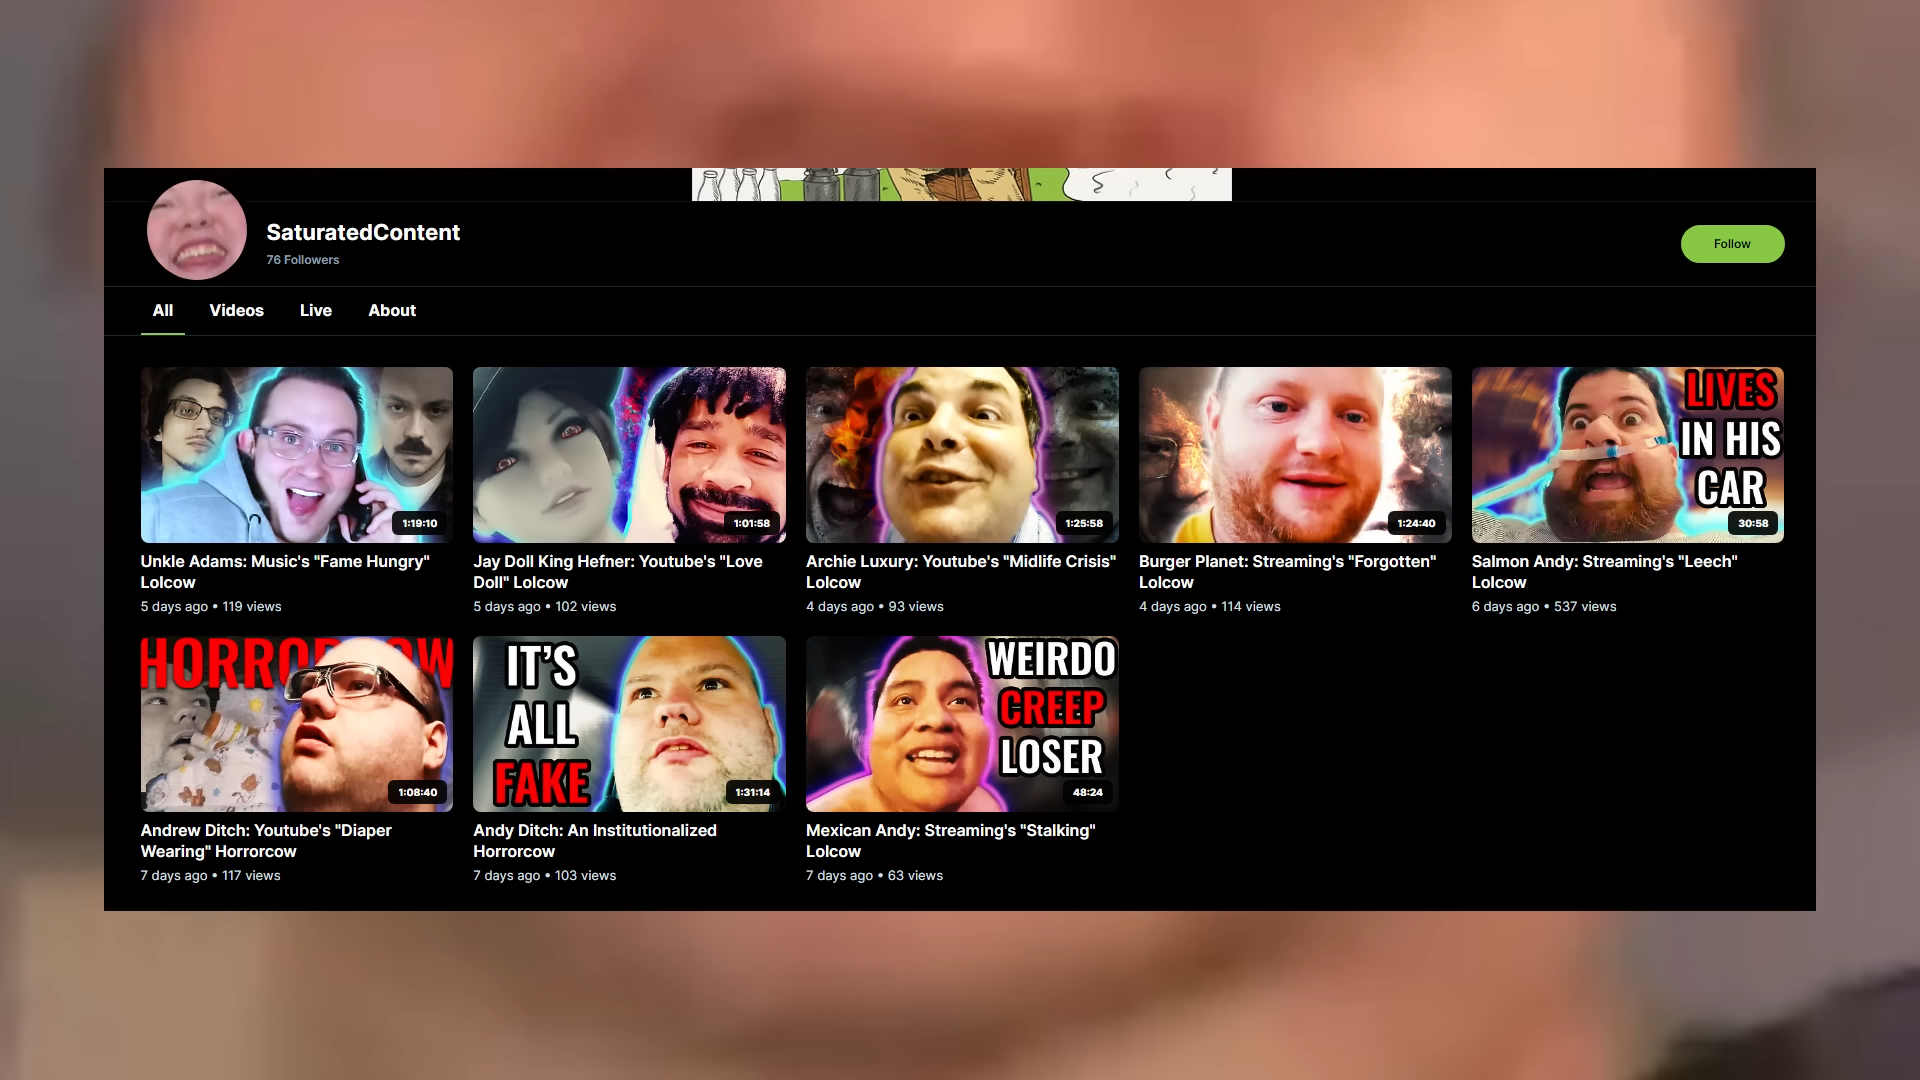 SaturatedContent
76 Followers
Follow
All Videos Live About
1:19:10
Unkle Adams: Music's "Fame Hungry"
Lolcow
5 days ago • 119 views
1:01:58
Jay Doll King Hefner: Youtube's "Love
Doll" Lolcow
5 days ago • 102 views
1:25:58
Archie Luxury: Youtube's "Midlife Crisis"
Lolcow
4 days ago • 93 views
1:24:40
Burger Planet: Streaming's "Forgotten"
Lolcow
4 days ago • 114 views
LIVES
IN HIS
CAR
30:58
Salmon Andy: Streaming's "Leech"
Lolcow
6 days ago • 537 views
HORRORCOW
1:08:40
Andrew Ditch: Youtube's "Diaper
Wearing" Horrorcow
7 days ago • 117 views
IT'S
ALL
FAKE
1:31:14
Andy Ditch: An Institutionalized
Horrorcow
7 days ago • 103 views
WEIRDO
CREEP
LOSER
48:24
Mexican Andy: Streaming's "Stalking"
Lolcow
7 days ago • 63 views